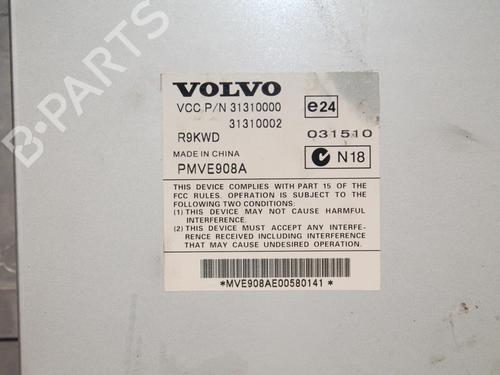 VOLVO
VCC P/N 31310000
31310002
e24
R9KWD
031510
MADE IN CHINA
N18
PMVE908A
THIS DEVICE COMPLIES WITH PART 15 OF THE
FCC RULES. OPERATION IS SUBJECT TO THE
FOLLOWING TWO CONDITIONS:
(1) THIS DEVICE MAY NOT CAUSE HARMFUL
INTERFERENCE.
(2) THIS DEVICE MUST ACCEPT ANY INTERFE-
RENCE RECEIVED INCLUDING INTERFERENCE
THAT MAY CAUSE UNDESIRED OPERATION.
*MVE908AE00580141*
B-PARTS